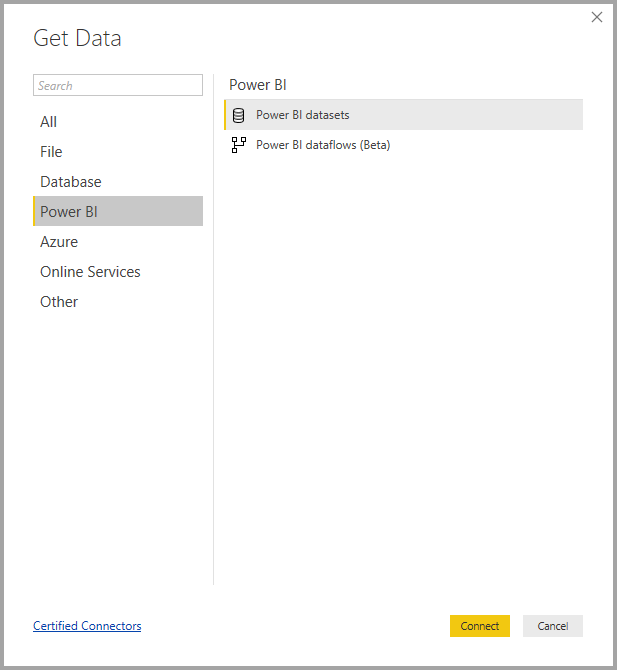 Get Data
Search
All
File
Database
Power BI
Azure
Online Services
Other
Power BI
Power BI datasets
Power BI dataflows (Beta)
Certified Connectors
Connect
Cancel